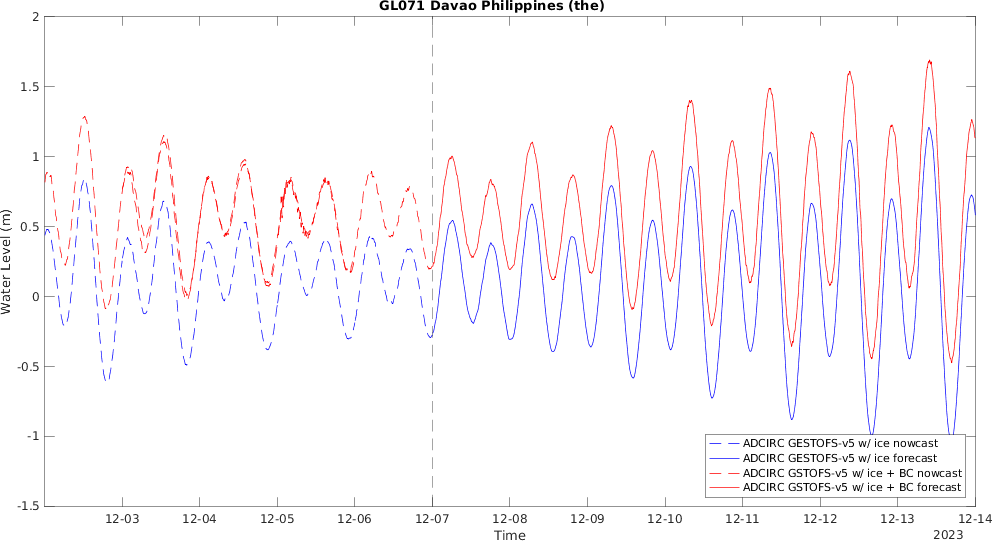 GL071 Davao Philippines (the)
2
1.5
1
0.5
0
-0.5
-1
-1.5
Water Level (m)
12-03 12-04 12-05 12-06 12-07 12-08 12-09 12-10 12-11 12-12 12-13 12-14
Time
2023
ADCIRC GESTOFS-v5 w/ ice nowcast
ADCIRC GESTOFS-v5 w/ ice forecast
ADCIRC GSTOFS-v5 w/ ice + BC nowcast
ADCIRC GSTOFS-v5 w/ ice + BC forecast